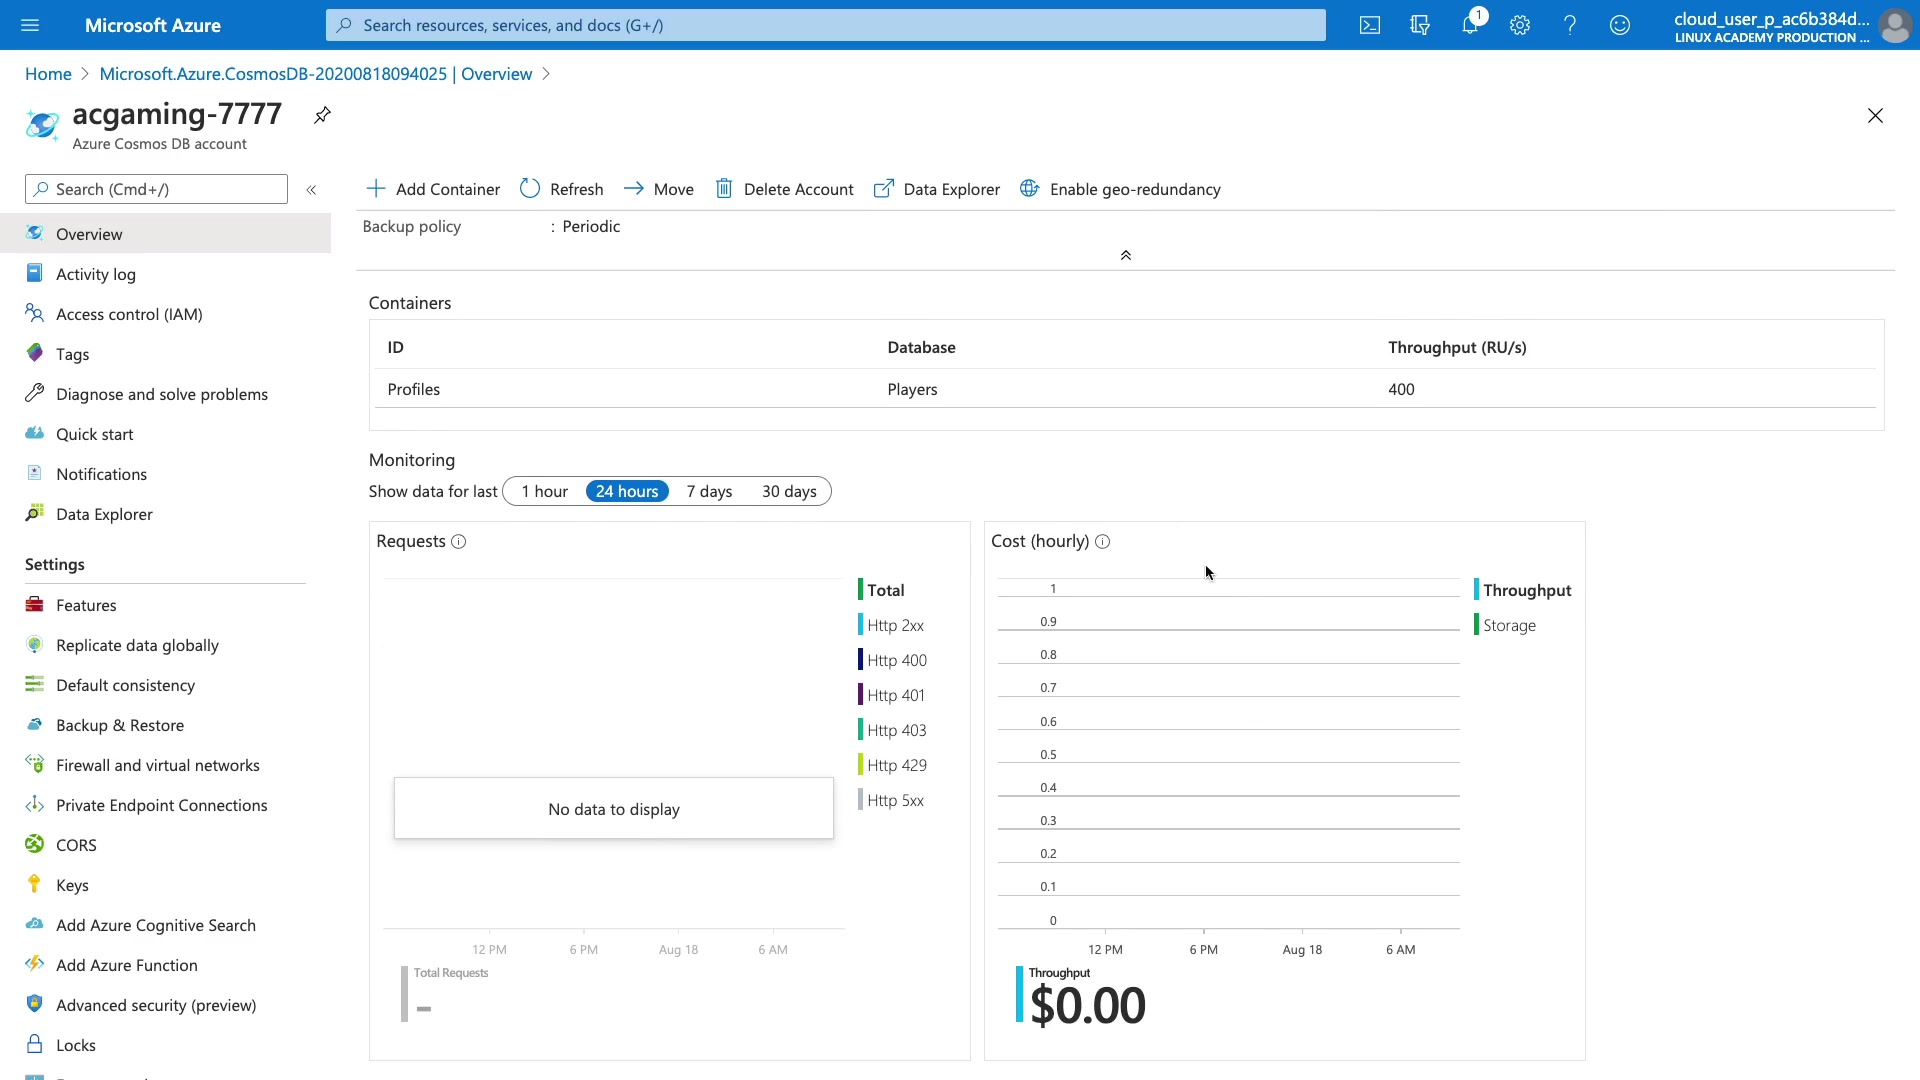 Microsoft Azure
Search resources, services, and docs (G+/)
1
cloud_user_p_ac6b384d...
LINUX ACADEMY PRODUCTION ...
Home > Microsoft.Azure.CosmosDB-20200818094025 | Overview >
acgaming-7777
Azure Cosmos DB account
Search (Cmd+/)
Overview
Activity log
Access control (IAM)
Tags
Diagnose and solve problems
Quick start
Notifications
Data Explorer
Settings
Features
Replicate data globally
Default consistency
Backup & Restore
Firewall and virtual networks
Private Endpoint Connections
CORS
Keys
Add Azure Cognitive Search
Add Azure Function
Advanced security (preview)
Locks
Add Container Refresh Move Delete Account Data Explorer Enable geo-redundancy
Backup policy : Periodic
Containers
ID Database Throughput (RU/s)
Profiles Players 400
Monitoring
Show data for last 1 hour 24 hours 7 days 30 days
Requests
Total
Http 2xx
Http 400
Http 401
Http 403
Http 429
Http 5xx
No data to display
12 PM 6 PM Aug 18 6 AM
Total Requests
--
Cost (hourly)
1
0.9
0.8
0.7
0.6
0.5
0.4
0.3
0.2
0.1
0
Throughput
Storage
12 PM 6 PM Aug 18 6 AM
Throughput
$0.00